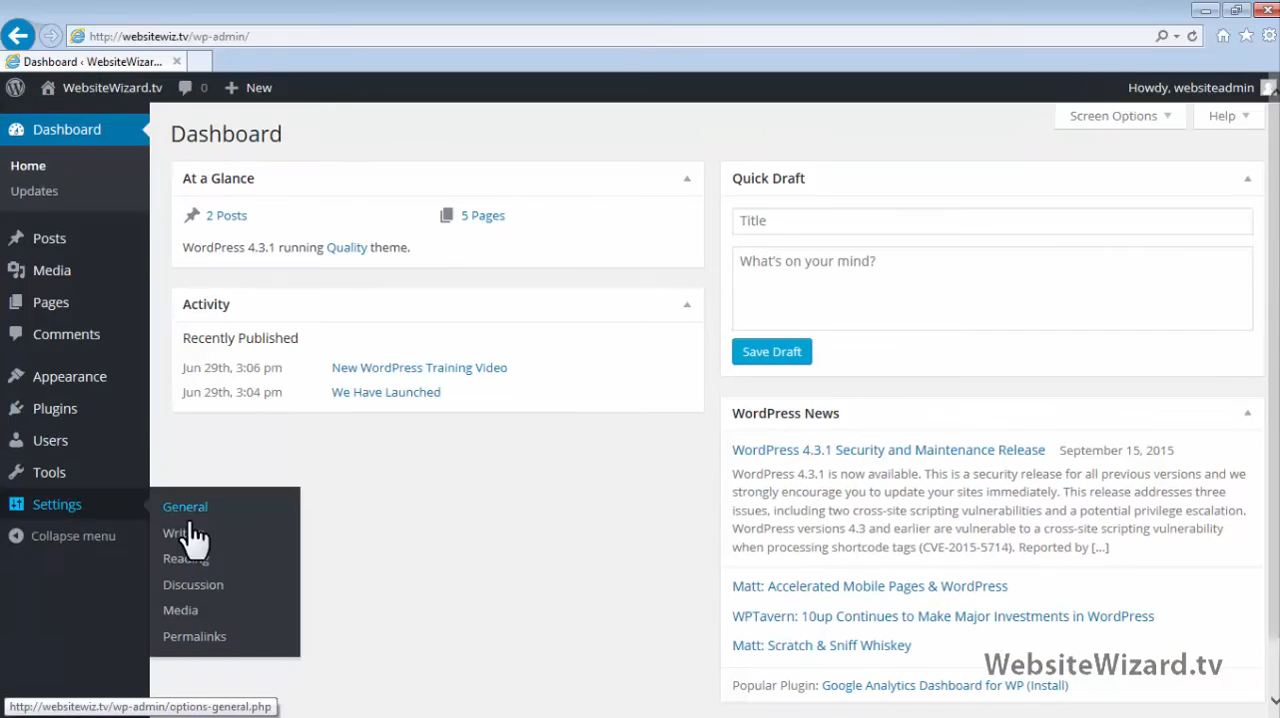 http://websitewiz.tv/wp-admin/
Dashboard ‹ WebsiteWizar...
WebsiteWizard.tv 0 New Howdy, websiteadmin
Dashboard
Home
Updates
Posts
Media
Pages
Comments
Appearance
Plugins
Users
Tools
Settings
Collapse menu
General
Reading
Discussion
Media
Permalinks
Screen Options Help
Dashboard
At a Glance
2 Posts 5 Pages
WordPress 4.3.1 running Quality theme.
Activity
Recently Published
Jun 29th, 3:06 pm New WordPress Training Video
Jun 29th, 3:04 pm We Have Launched
Quick Draft
Title
What's on your mind?
Save Draft
WordPress News
WordPress 4.3.1 Security and Maintenance Release September 15, 2015
WordPress 4.3.1 is now available. This is a security release for all previous versions and we
strongly encourage you to update your sites immediately. This release addresses three
issues, including two cross-site scripting vulnerabilities and a potential privilege escalation.
WordPress versions 4.3 and earlier are vulnerable to a cross-site scripting vulnerability
when processing shortcode tags (CVE-2015-5714). Reported by [...]
Matt: Accelerated Mobile Pages & WordPress
WPTavern: 10up Continues to Make Major Investments in WordPress
Matt: Scratch & Sniff Whiskey
Popular Plugin: Google Analytics Dashboard for WP (Install)
WebsiteWizard.tv
http://websitewiz.tv/wp-admin/options-general.php